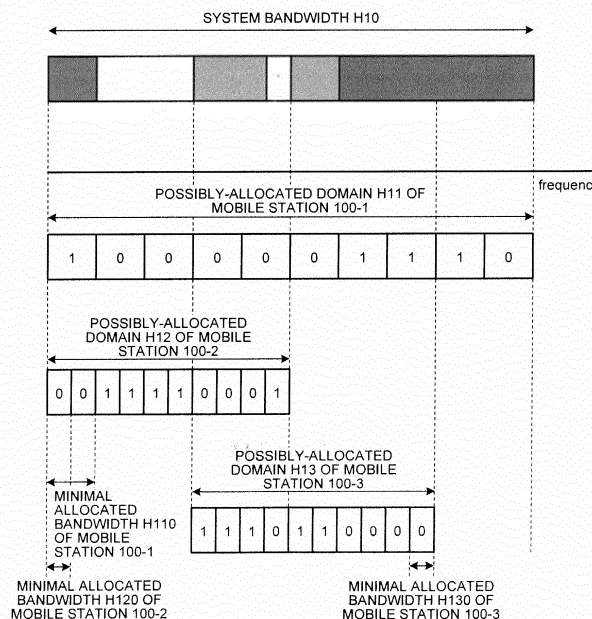 SYSTEM BANDWIDTH H10
frequenc
POSSIBLY-ALLOCATED DOMAIN H11 OF
MOBILE STATION 100-1
1 0 0 0 0 0 1 1 1 0
POSSIBLY-ALLOCATED
DOMAIN H12 OF MOBILE
STATION 100-2
0 0 1 1 1 1 0 0 0 1
POSSIBLY-ALLOCATED
DOMAIN H13 OF MOBILE
STATION 100-3
1 1 1 0 1 1 0 0 0 0
MINIMAL
ALLOCATED
BANDWIDTH H110
OF MOBILE
STATION 100-1
MINIMAL ALLOCATED
BANDWIDTH H120 OF
MOBILE STATION 100-2
MINIMAL ALLOCATED
BANDWIDTH H130 OF
MOBILE STATION 100-3